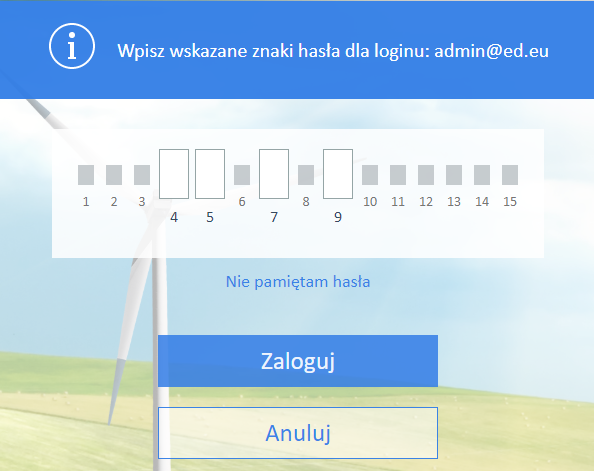 Wpisz wskazane znaki hasła dla loginu: admin@ed.eu
1 2 3 4 5 6 7 8 9 10 11 12 13 14 15
Nie pamiętam hasła
Zaloguj
Anuluj